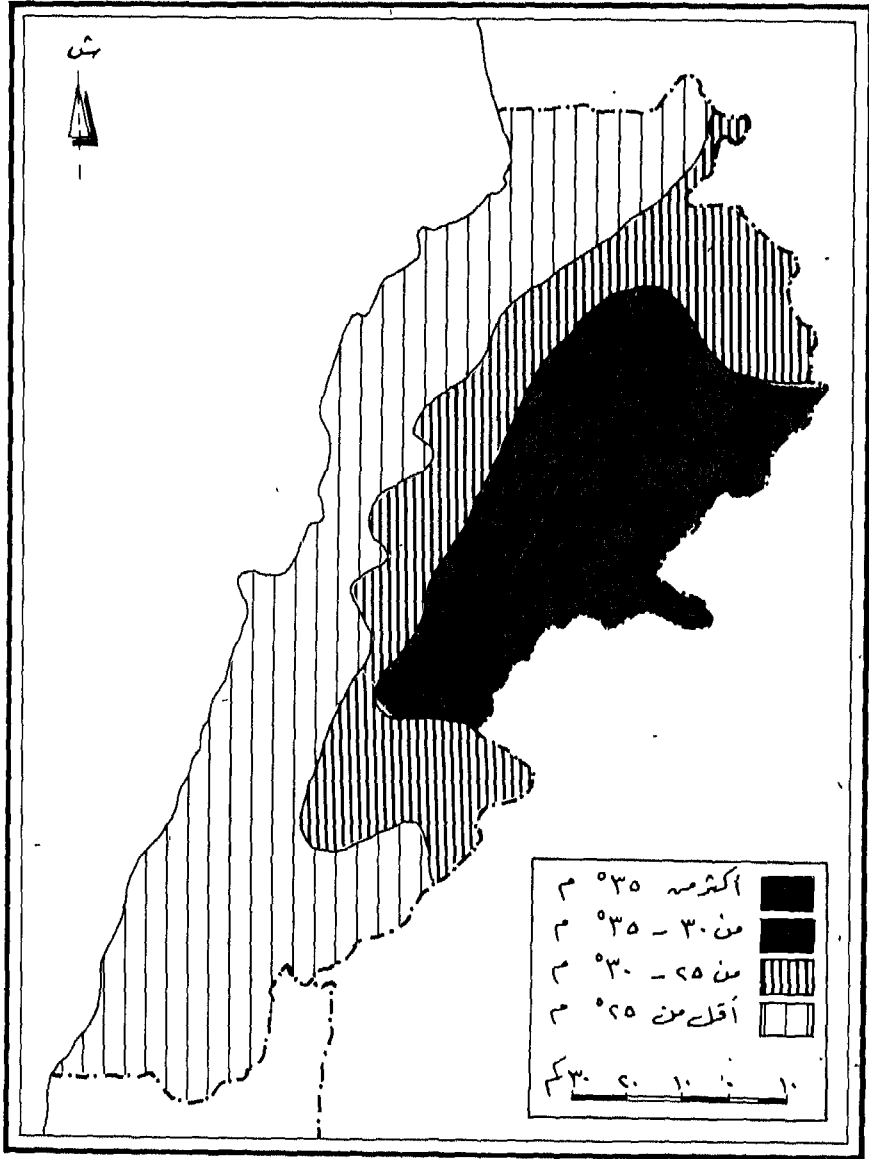 ش
أكثر من ٣٥° م
من ٣٠ - ٣٥° م
من ٢٥ - ٣٠° م
أقل من ٢٥° م
١٠ ٠ ١٠ ٢٠ ٣٠ كم